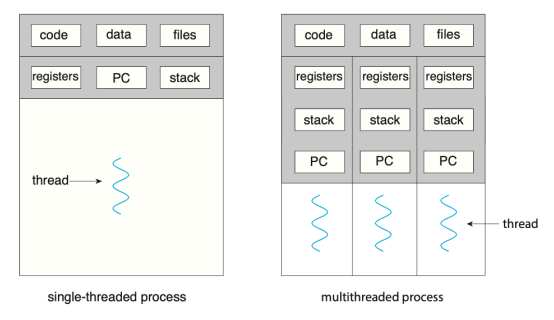 code data files
registers PC stack
thread
single-threaded process
code data files
registers registers registers
stack stack stack
PC PC PC
thread
multithreaded process